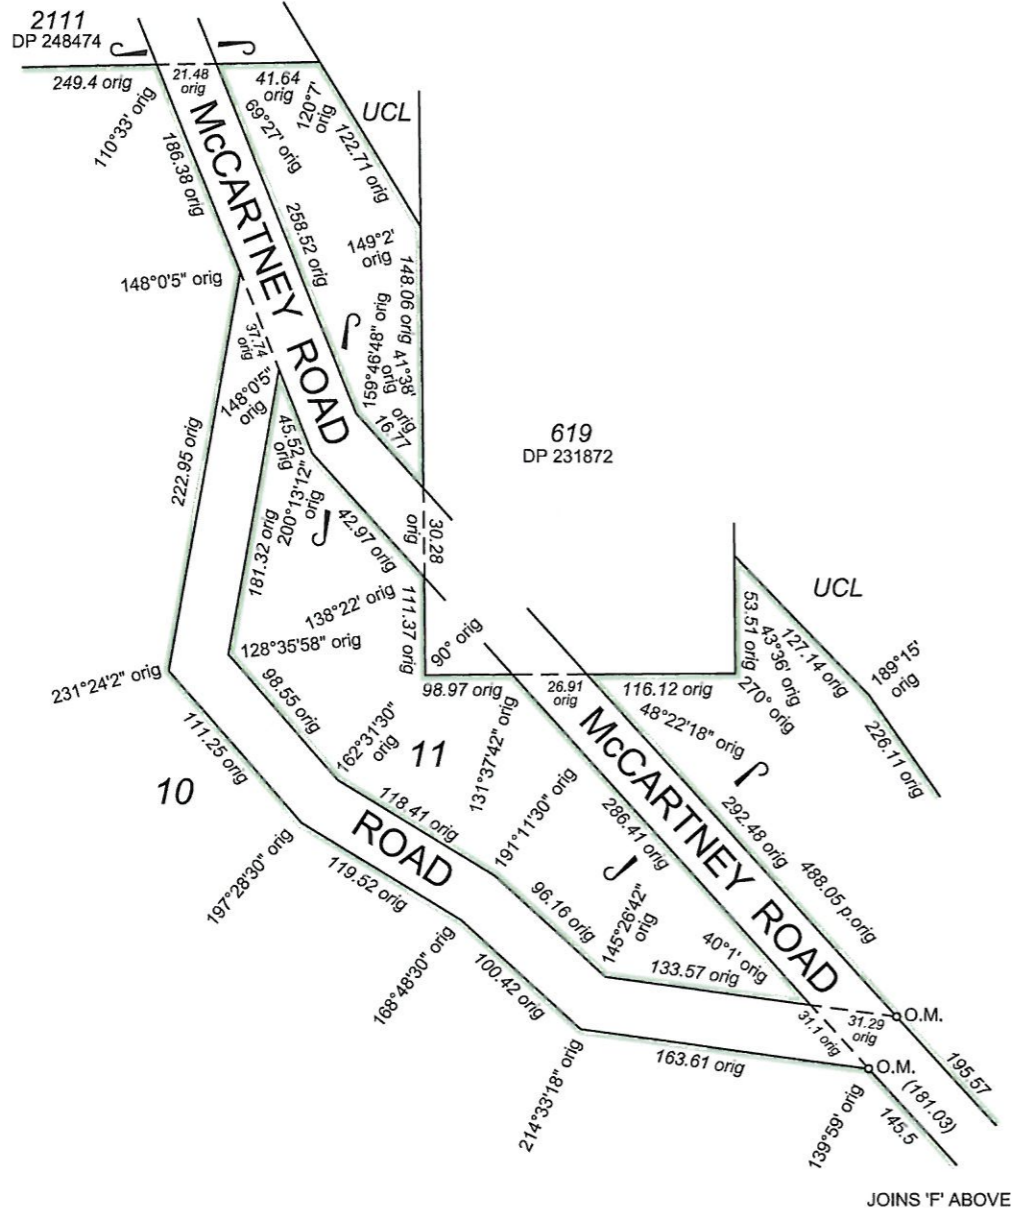 2111
DP 248474
249.4 orig
21.48
orig
41.64
orig
120°7'
orig
UCL
110°33' orig
186.38 orig
McCARTNEY ROAD
69°27' orig
122.71 orig
258.52 orig
149°2'
orig
148.06 orig
148°0'5" orig
37.74
orig
159°46'48" orig
41°38'
orig
16.77
148°0'5"
orig
45.52
orig
200°13'12"
orig
222.95 orig
181.32 orig
42.97 orig
30.28
orig
619
DP 231872
138°22' orig
111.37 orig
128°35'58" orig
90° orig
UCL
53.51 orig
43°36' orig
127.14 orig
189°15'
orig
231°24'2" orig
98.55 orig
98.97 orig
26.91
orig
116.12 orig
270° orig
48°22'18" orig
226.11 orig
111.25 orig
162°31'30"
orig
11
131°37'42" orig
McCARTNEY ROAD
10
118.41 orig
191°11'30" orig
286.41 orig
292.48 orig
488.05 p.orig
ROAD
197°28'30" orig
119.52 orig
96.16 orig
145°26'42"
orig
40°1' orig
168°48'30" orig
100.42 orig
133.57 orig
31.1 orig
31.29
orig
O.M.
214°33'18" orig
163.61 orig
O.M.
139°59' orig
195.57
(181.03)
145.5
JOINS 'F' ABOVE